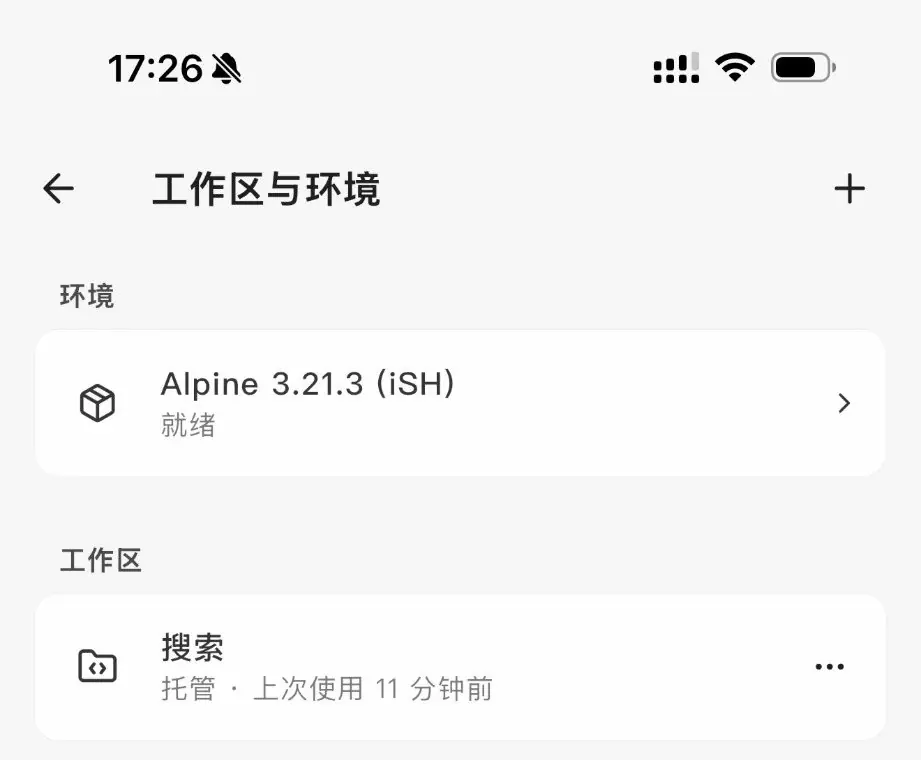 17:26
工作区与环境
环境
Alpine 3.21.3 (iSH)
就绪
工作区
搜索
托管 · 上次使用 11 分钟前